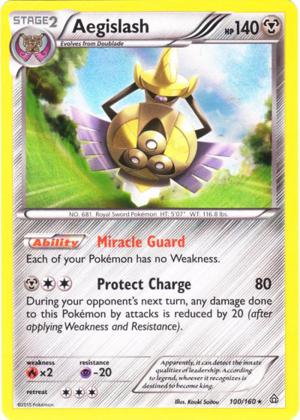 STAGE2
Aegislash
HP140
Evolves from Doublade
NO. 681 Royal Sword Pokémon HT: 5'07" WT: 116.8 lbs.
Ability Miracle Guard
Each of your Pokémon has no Weakness.
Protect Charge 80
During your opponent's next turn, any damage done
to this Pokémon by attacks is reduced by 20 (after
applying Weakness and Resistance).
weakness
×2
resistance
-20
retreat
Apparently, it can detect the innate
qualities of leadership. According
to legend, whoever it recognizes is
destined to become king.
©2015 Pokémon
Illus. Kouki Saitou
100/160 ★